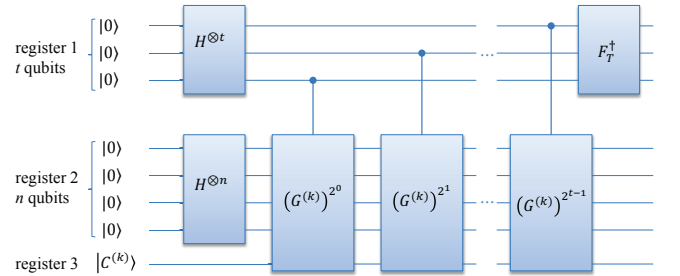 register 1
t qubits
|0⟩
|0⟩
|0⟩
H^{⊗t}
...
F_T^†
register 2
n qubits
|0⟩
|0⟩
|0⟩
|0⟩
H^{⊗n}
(G^{(k)})^{2^0}
(G^{(k)})^{2^1}
...
(G^{(k)})^{2^{t−1}}
register 3
|C^{(k)}⟩